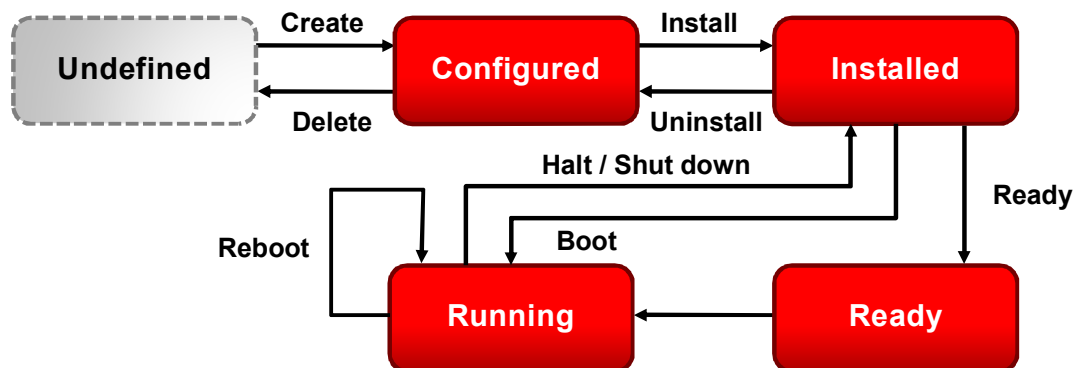 Create
Install
Undefined
Configured
Installed
Delete
Uninstall
Halt / Shut down
Ready
Reboot
Boot
Running
Ready